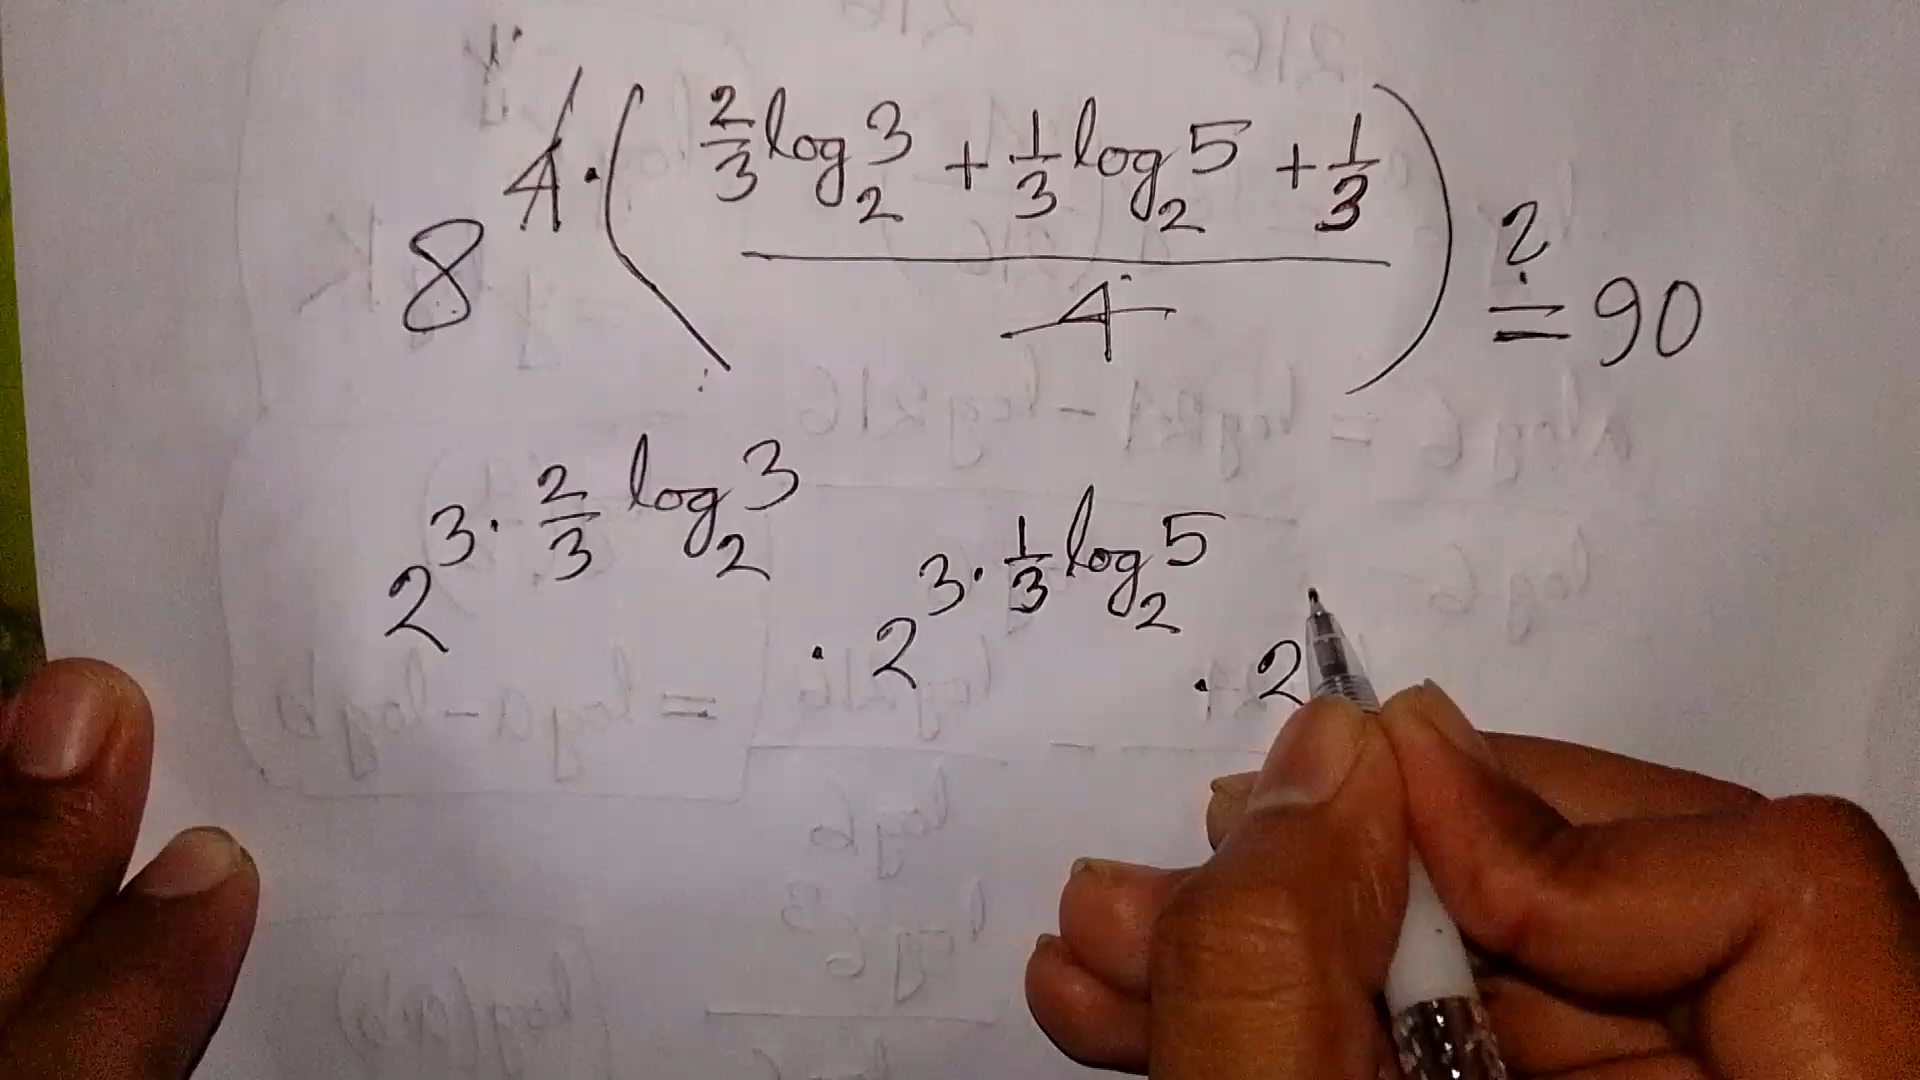 8^{4·((2/3 log_2 3 + 1/3 log_2 5 + 1/3)/4)} ≟ 90
2^{3·2/3 log_2 3} · 2^{3·1/3 log_2 5} · 2